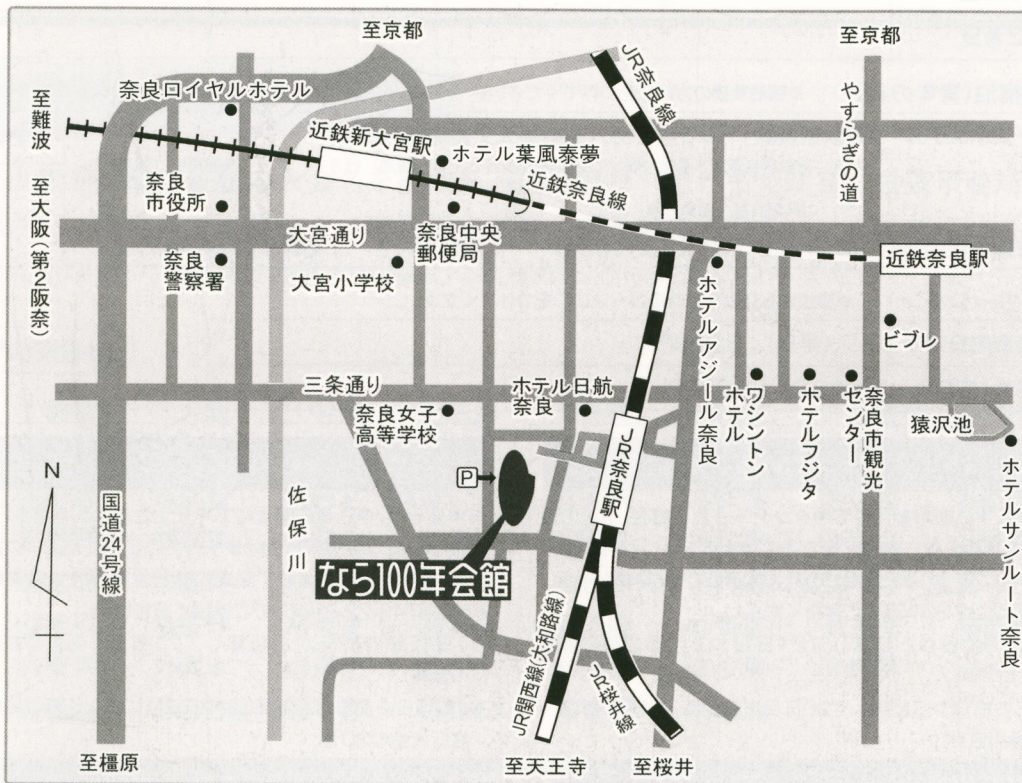 至京都
至京都
JR奈良線
やすらぎの道
奈良ロイヤルホテル
至難波
至大阪(第2阪奈)
近鉄新大宮駅
ホテル葉風泰夢
近鉄奈良線
奈良
市役所
大宮通り
奈良中央
郵便局
近鉄奈良駅
奈良
警察署
大宮小学校
ホテルアジール奈良
ビブレ
三条通り
ホテル日航
奈良
奈良女子
高等学校
ワシントン
ホテル
ホテルフジタ
奈良市観光
センター
猿沢池
ホテルサンルート奈良
JR奈良駅
P
N
国道24号線
佐保川
なら100年会館
JR関西線(大和路線)
JR桜井線
至橿原
至天王寺
至桜井